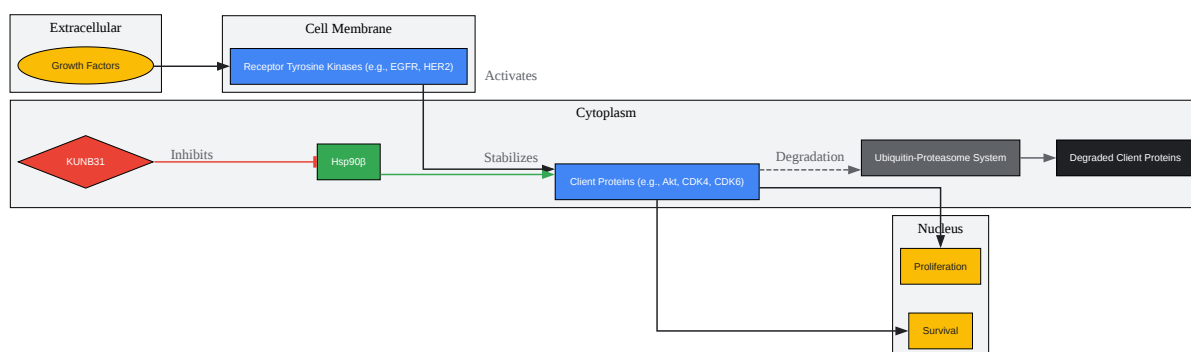 Extracellular
Growth Factors
Cell Membrane
Receptor Tyrosine Kinases (e.g., EGFR, HER2)
Activates
Cytoplasm
KUNB31
Inhibits
Hsp90β
Stabilizes
Client Proteins (e.g., Akt, CDK4, CDK6)
Degradation
Ubiquitin-Proteasome System
Degraded Client Proteins
Nucleus
Proliferation
Survival